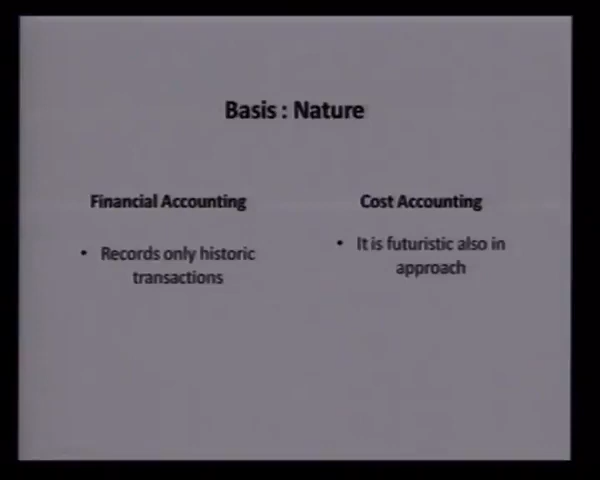 Basis : Nature
Financial Accounting
• Records only historic
transactions
Cost Accounting
• It is futuristic also in
approach